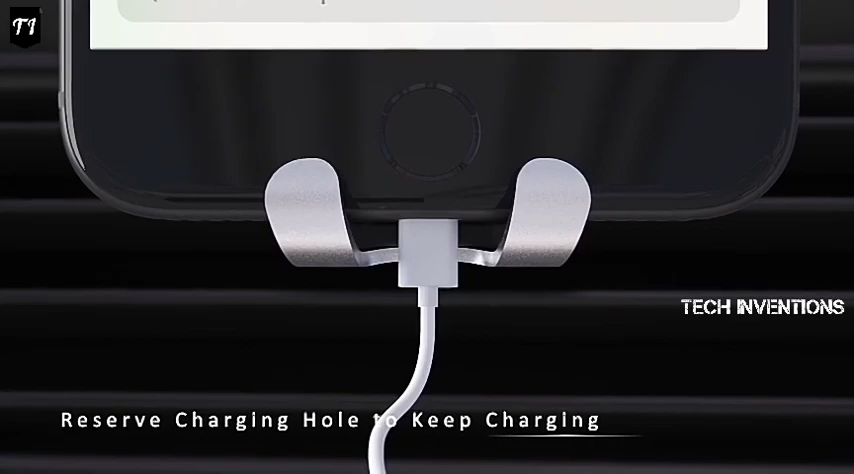 TI
TECH INVENTIONS
Reserve Charging Hole to Keep Charging